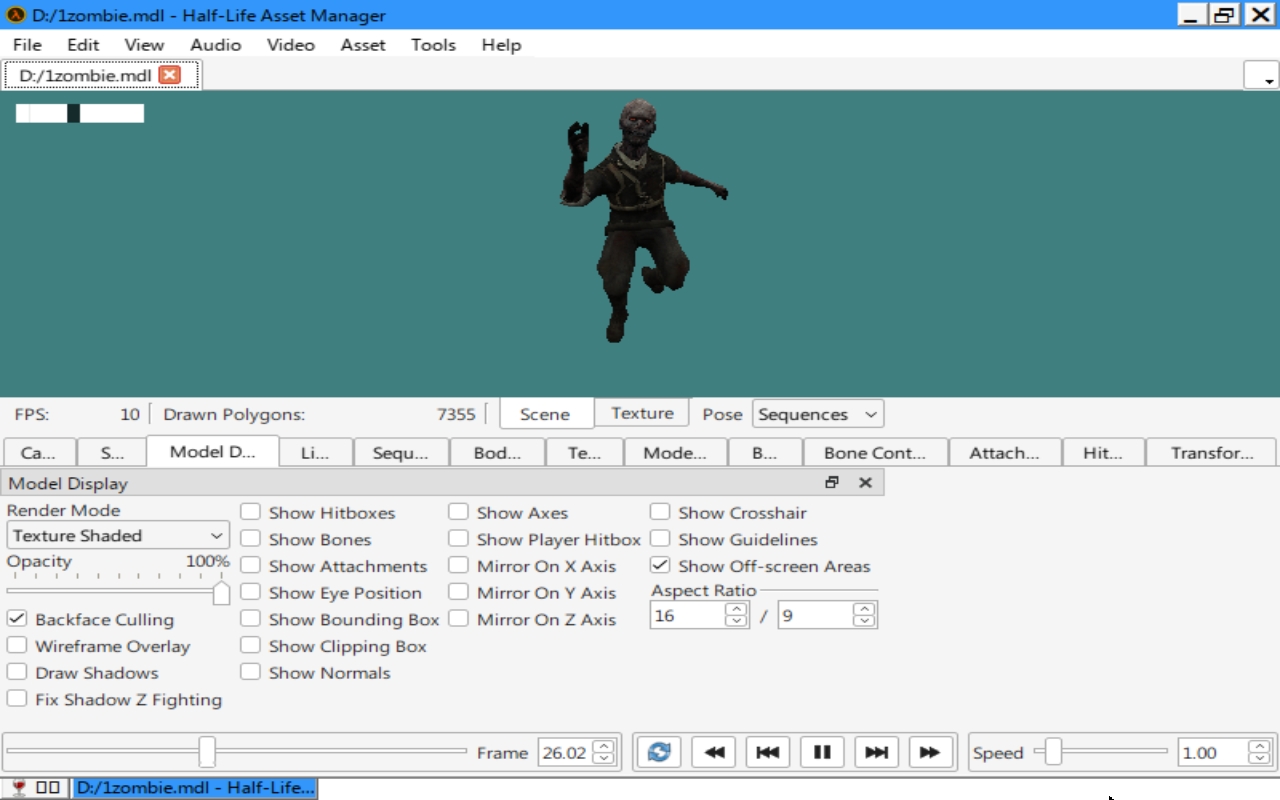 D:/1zombie.mdl - Half-Life Asset Manager
File Edit View Audio Video Asset Tools Help
D:/1zombie.mdl
FPS: 10 Drawn Polygons: 7355 Scene Texture Pose Sequences
Ca... S... Model D... Li... Sequ... Bod... Te... Mode... B... Bone Cont... Attach... Hit... Transfor...
Model Display
Render Mode
Texture Shaded
Opacity 100%
Backface Culling
Wireframe Overlay
Draw Shadows
Fix Shadow Z Fighting
Show Hitboxes
Show Bones
Show Attachments
Show Eye Position
Show Bounding Box
Show Clipping Box
Show Normals
Show Axes
Show Player Hitbox
Mirror On X Axis
Mirror On Y Axis
Mirror On Z Axis
Show Crosshair
Show Guidelines
Show Off-screen Areas
Aspect Ratio
16 / 9
Frame 26.02 Speed 1.00
D:/1zombie.mdl - Half-Life...